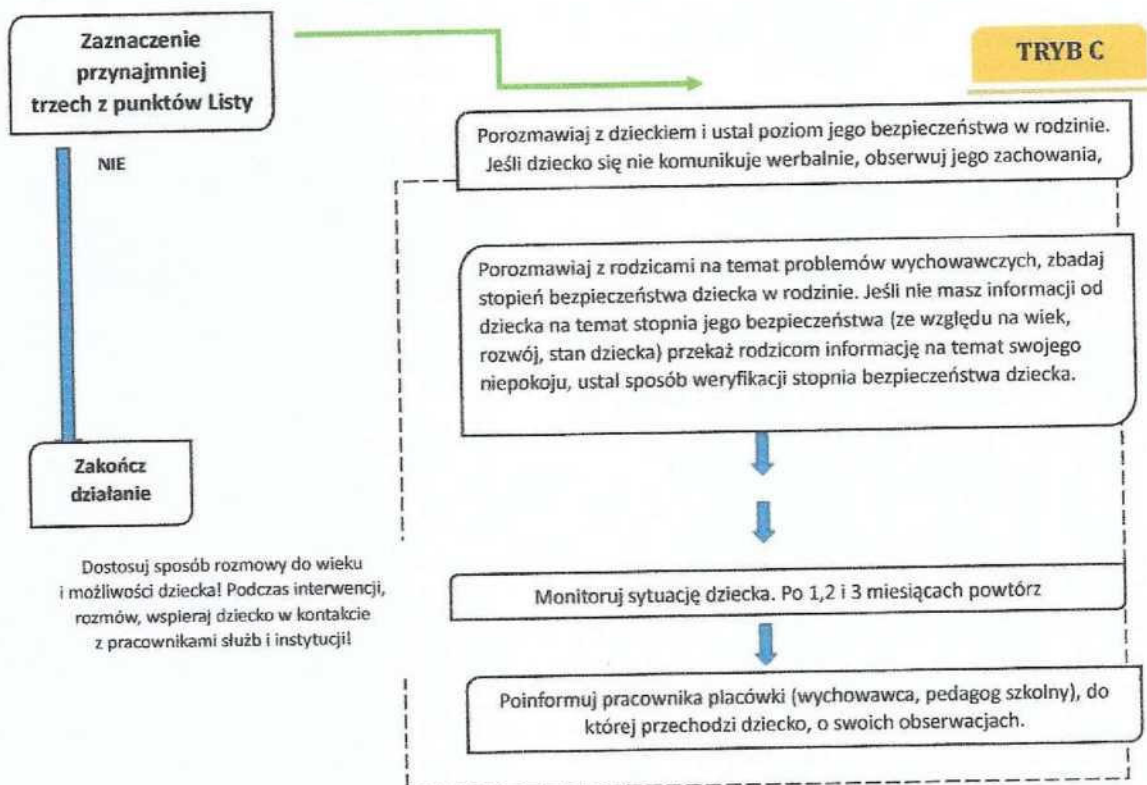 Zaznaczenie
przynajmniej
trzech z punktów Listy
TRYB C
NIE
Porozmawiaj z dzieckiem i ustal poziom jego bezpieczeństwa w rodzinie.
Jeśli dziecko się nie komunikuje werbalnie, obserwuj jego zachowania,
Porozmawiaj z rodzicami na temat problemów wychowawczych, zbadaj
stopień bezpieczeństwa dziecka w rodzinie. Jeśli nie masz informacji od
dziecka na temat stopnia jego bezpieczeństwa (ze względu na wiek,
rozwój, stan dziecka) przekaż rodzicom informację na temat swojego
niepokoju, ustal sposób weryfikacji stopnia bezpieczeństwa dziecka.
Zakończ
działanie
Dostosuj sposób rozmowy do wieku
i możliwości dziecka! Podczas interwencji,
rozmów, wspieraj dziecko w kontakcie
z pracownikami służb i instytucji!
Monitoruj sytuację dziecka. Po 1,2 i 3 miesiącach powtórz
Poinformuj pracownika placówki (wychowawca, pedagog szkolny), do
której przechodzi dziecko, o swoich obserwacjach.